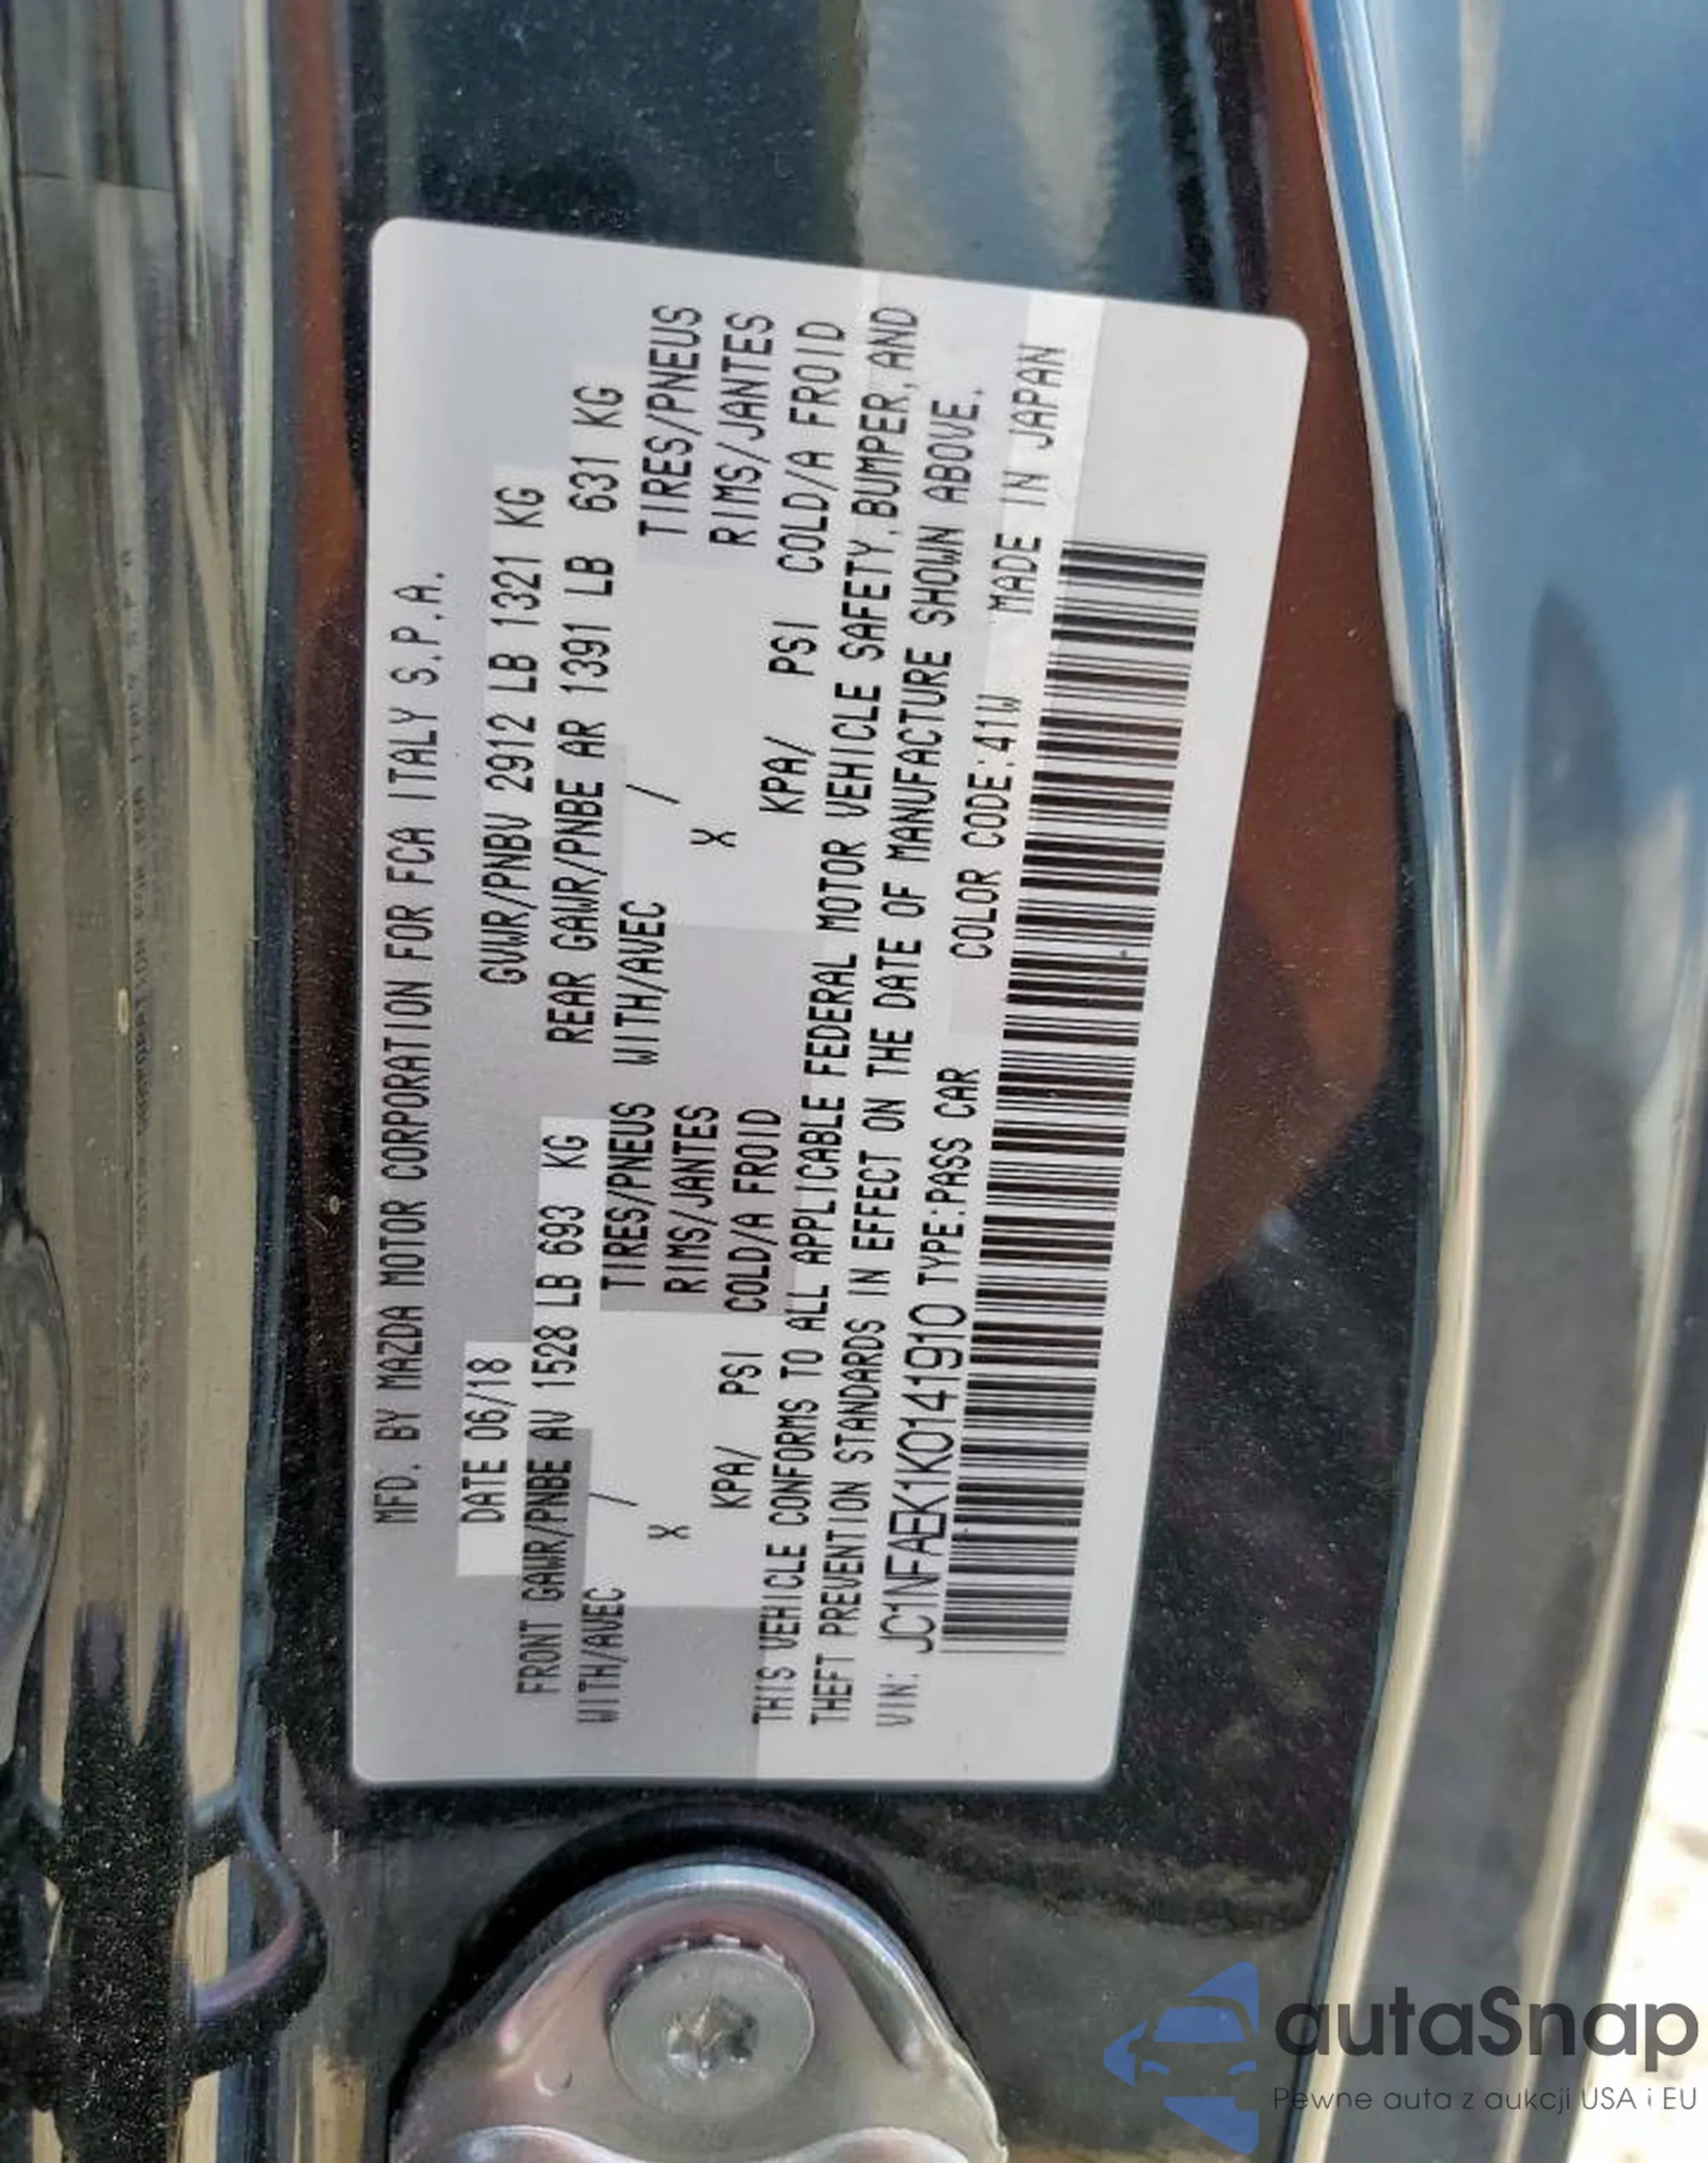 MFD. BY MAZDA MOTOR CORPORATION FOR FCA ITALY S.P.A.
DATE 06/18 GVWR/PNBV 2912 LB 1321 KG
FRONT GAWR/PNBE AV 1528 LB 693 KG REAR GAWR/PNBE AR 1391 LB 631 KG
WITH/AVEC / TIRES/PNEUS WITH/AVEC / TIRES/PNEUS
X RIMS/JANTES X RIMS/JANTES
KPA/ PSI COLD/A FROID KPA/ PSI COLD/A FROID
THIS VEHICLE CONFORMS TO ALL APPLICABLE FEDERAL MOTOR VEHICLE SAFETY, BUMPER, AND
THEFT PREVENTION STANDARDS IN EFFECT ON THE DATE OF MANUFACTURE SHOWN ABOVE.
VIN: JC1NFAEK1K0141910 TYPE:PASS CAR COLOR CODE:41W MADE IN JAPAN
autaSnap
Pewne auta z aukcji USA i EU